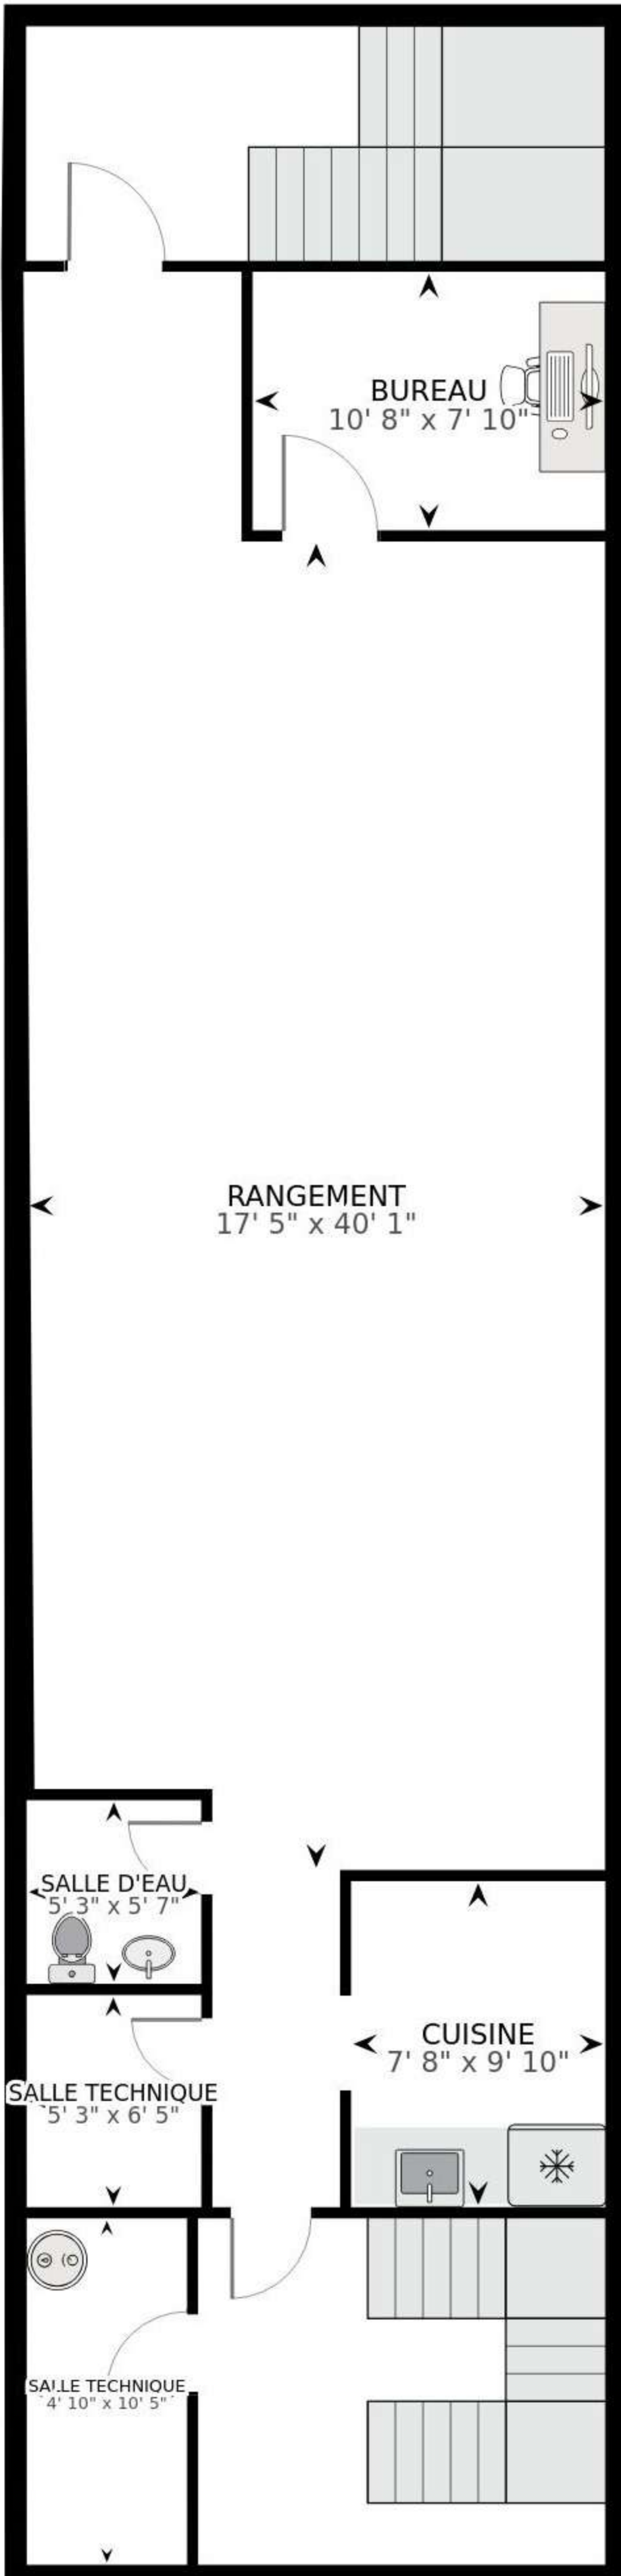 BUREAU
10' 8" x 7' 10"
RANGEMENT
17' 5" x 40' 1"
SALLE D'EAU
5' 3" x 5' 7"
CUISINE
7' 8" x 9' 10"
SALLE TECHNIQUE
5' 3" x 6' 5"
SALLE TECHNIQUE
4' 10" x 10' 5"